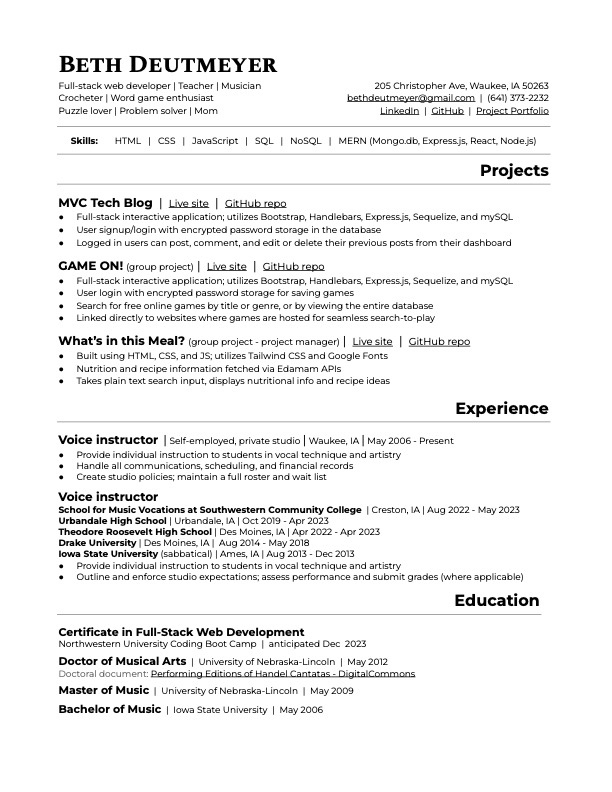 BETH DEUTMEYER
Full-stack web developer | Teacher | Musician
Crocheter | Word game enthusiast
Puzzle lover | Problem solver | Mom
205 Christopher Ave, Waukee, IA 50263
bethdeutmeyer@gmail.com | (641) 373-2232
LinkedIn | GitHub | Project Portfolio
Skills: HTML | CSS | JavaScript | SQL | NoSQL | MERN (Mongo.db, Express.js, React, Node.js)
Projects
MVC Tech Blog | Live site | GitHub repo
● Full-stack interactive application; utilizes Bootstrap, Handlebars, Express.js, Sequelize, and mySQL
● User signup/login with encrypted password storage in the database
● Logged in users can post, comment, and edit or delete their previous posts from their dashboard
GAME ON! (group project) | Live site | GitHub repo
● Full-stack interactive application; utilizes Bootstrap, Handlebars, Express.js, Sequelize, and mySQL
● User login with encrypted password storage for saving games
● Search for free online games by title or genre, or by viewing the entire database
● Linked directly to websites where games are hosted for seamless search-to-play
What's in this Meal? (group project - project manager) | Live site | GitHub repo
● Built using HTML, CSS, and JS; utilizes Tailwind CSS and Google Fonts
● Nutrition and recipe information fetched via Edamam APIs
● Takes plain text search input, displays nutritional info and recipe ideas
Experience
Voice instructor | Self-employed, private studio | Waukee, IA | May 2006 - Present
● Provide individual instruction to students in vocal technique and artistry
● Handle all communications, scheduling, and financial records
● Create studio policies; maintain a full roster and wait list
Voice instructor
School for Music Vocations at Southwestern Community College | Creston, IA | Aug 2022 - May 2023
Urbandale High School | Urbandale, IA | Oct 2019 - Apr 2023
Theodore Roosevelt High School | Des Moines, IA | Apr 2022 - Apr 2023
Drake University | Des Moines, IA | Aug 2014 - May 2018
Iowa State University (sabbatical) | Ames, IA | Aug 2013 - Dec 2013
● Provide individual instruction to students in vocal technique and artistry
● Outline and enforce studio expectations; assess performance and submit grades (where applicable)
Education
Certificate in Full-Stack Web Development
Northwestern University Coding Boot Camp | anticipated Dec 2023
Doctor of Musical Arts | University of Nebraska-Lincoln | May 2012
Doctoral document: Performing Editions of Handel Cantatas - DigitalCommons
Master of Music | University of Nebraska-Lincoln | May 2009
Bachelor of Music | Iowa State University | May 2006